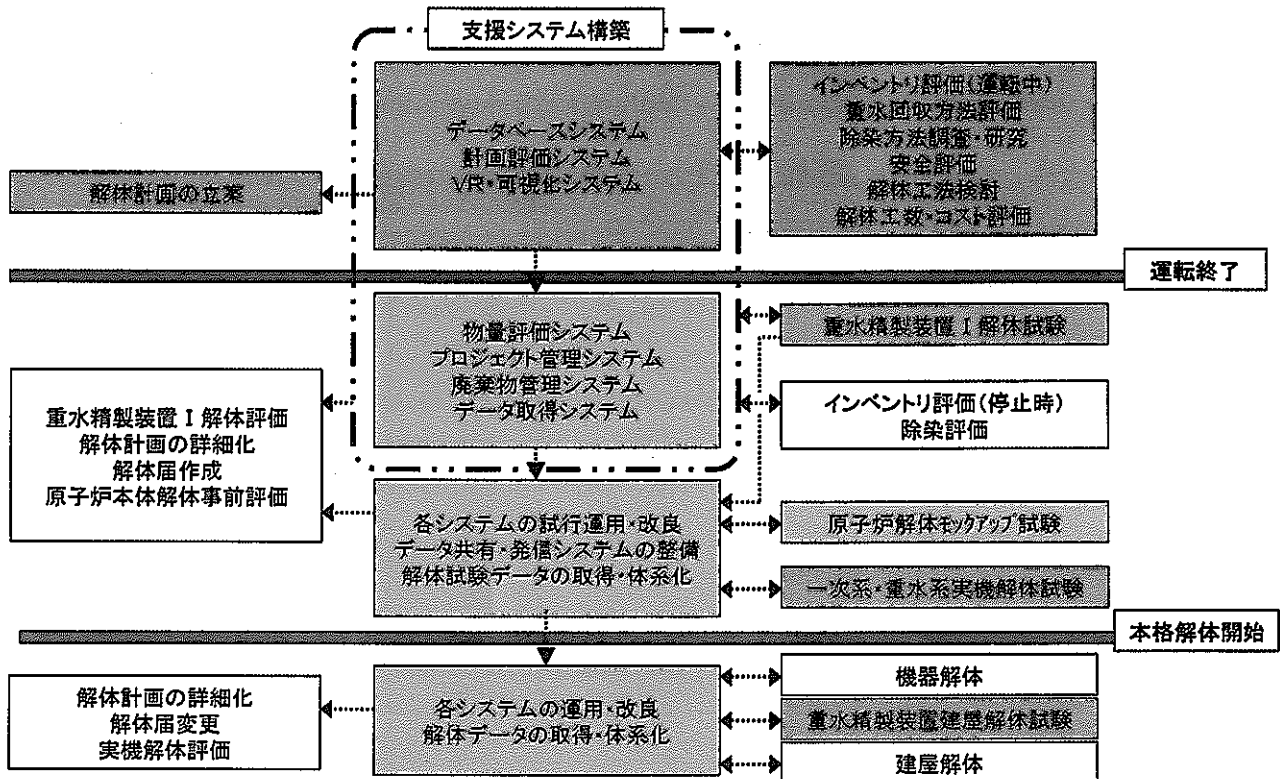 支援システム構築
データベースシステム
計画評価システム
VR・可視化システム
インベントリ評価(運転中)
重水回収方法評価
除染方法調査・研究
安全評価
解体工法検討
解体工数・コスト評価
解体計画の立案
運転終了
物量評価システム
プロジェクト管理システム
廃棄物管理システム
データ取得システム
重水精製装置Ⅰ解体試験
インベントリ評価(停止時)
除染評価
重水精製装置Ⅰ解体評価
解体計画の詳細化
解体届作成
原子炉本体解体事前評価
各システムの試行運用・改良
データ共有・発信システムの整備
解体試験データの取得・体系化
原子炉解体モックアップ試験
一次系・重水系実機解体試験
本格解体開始
解体計画の詳細化
解体届変更
実機解体評価
各システムの運用・改良
解体データの取得・体系化
機器解体
重水精製装置建屋解体試験
建屋解体